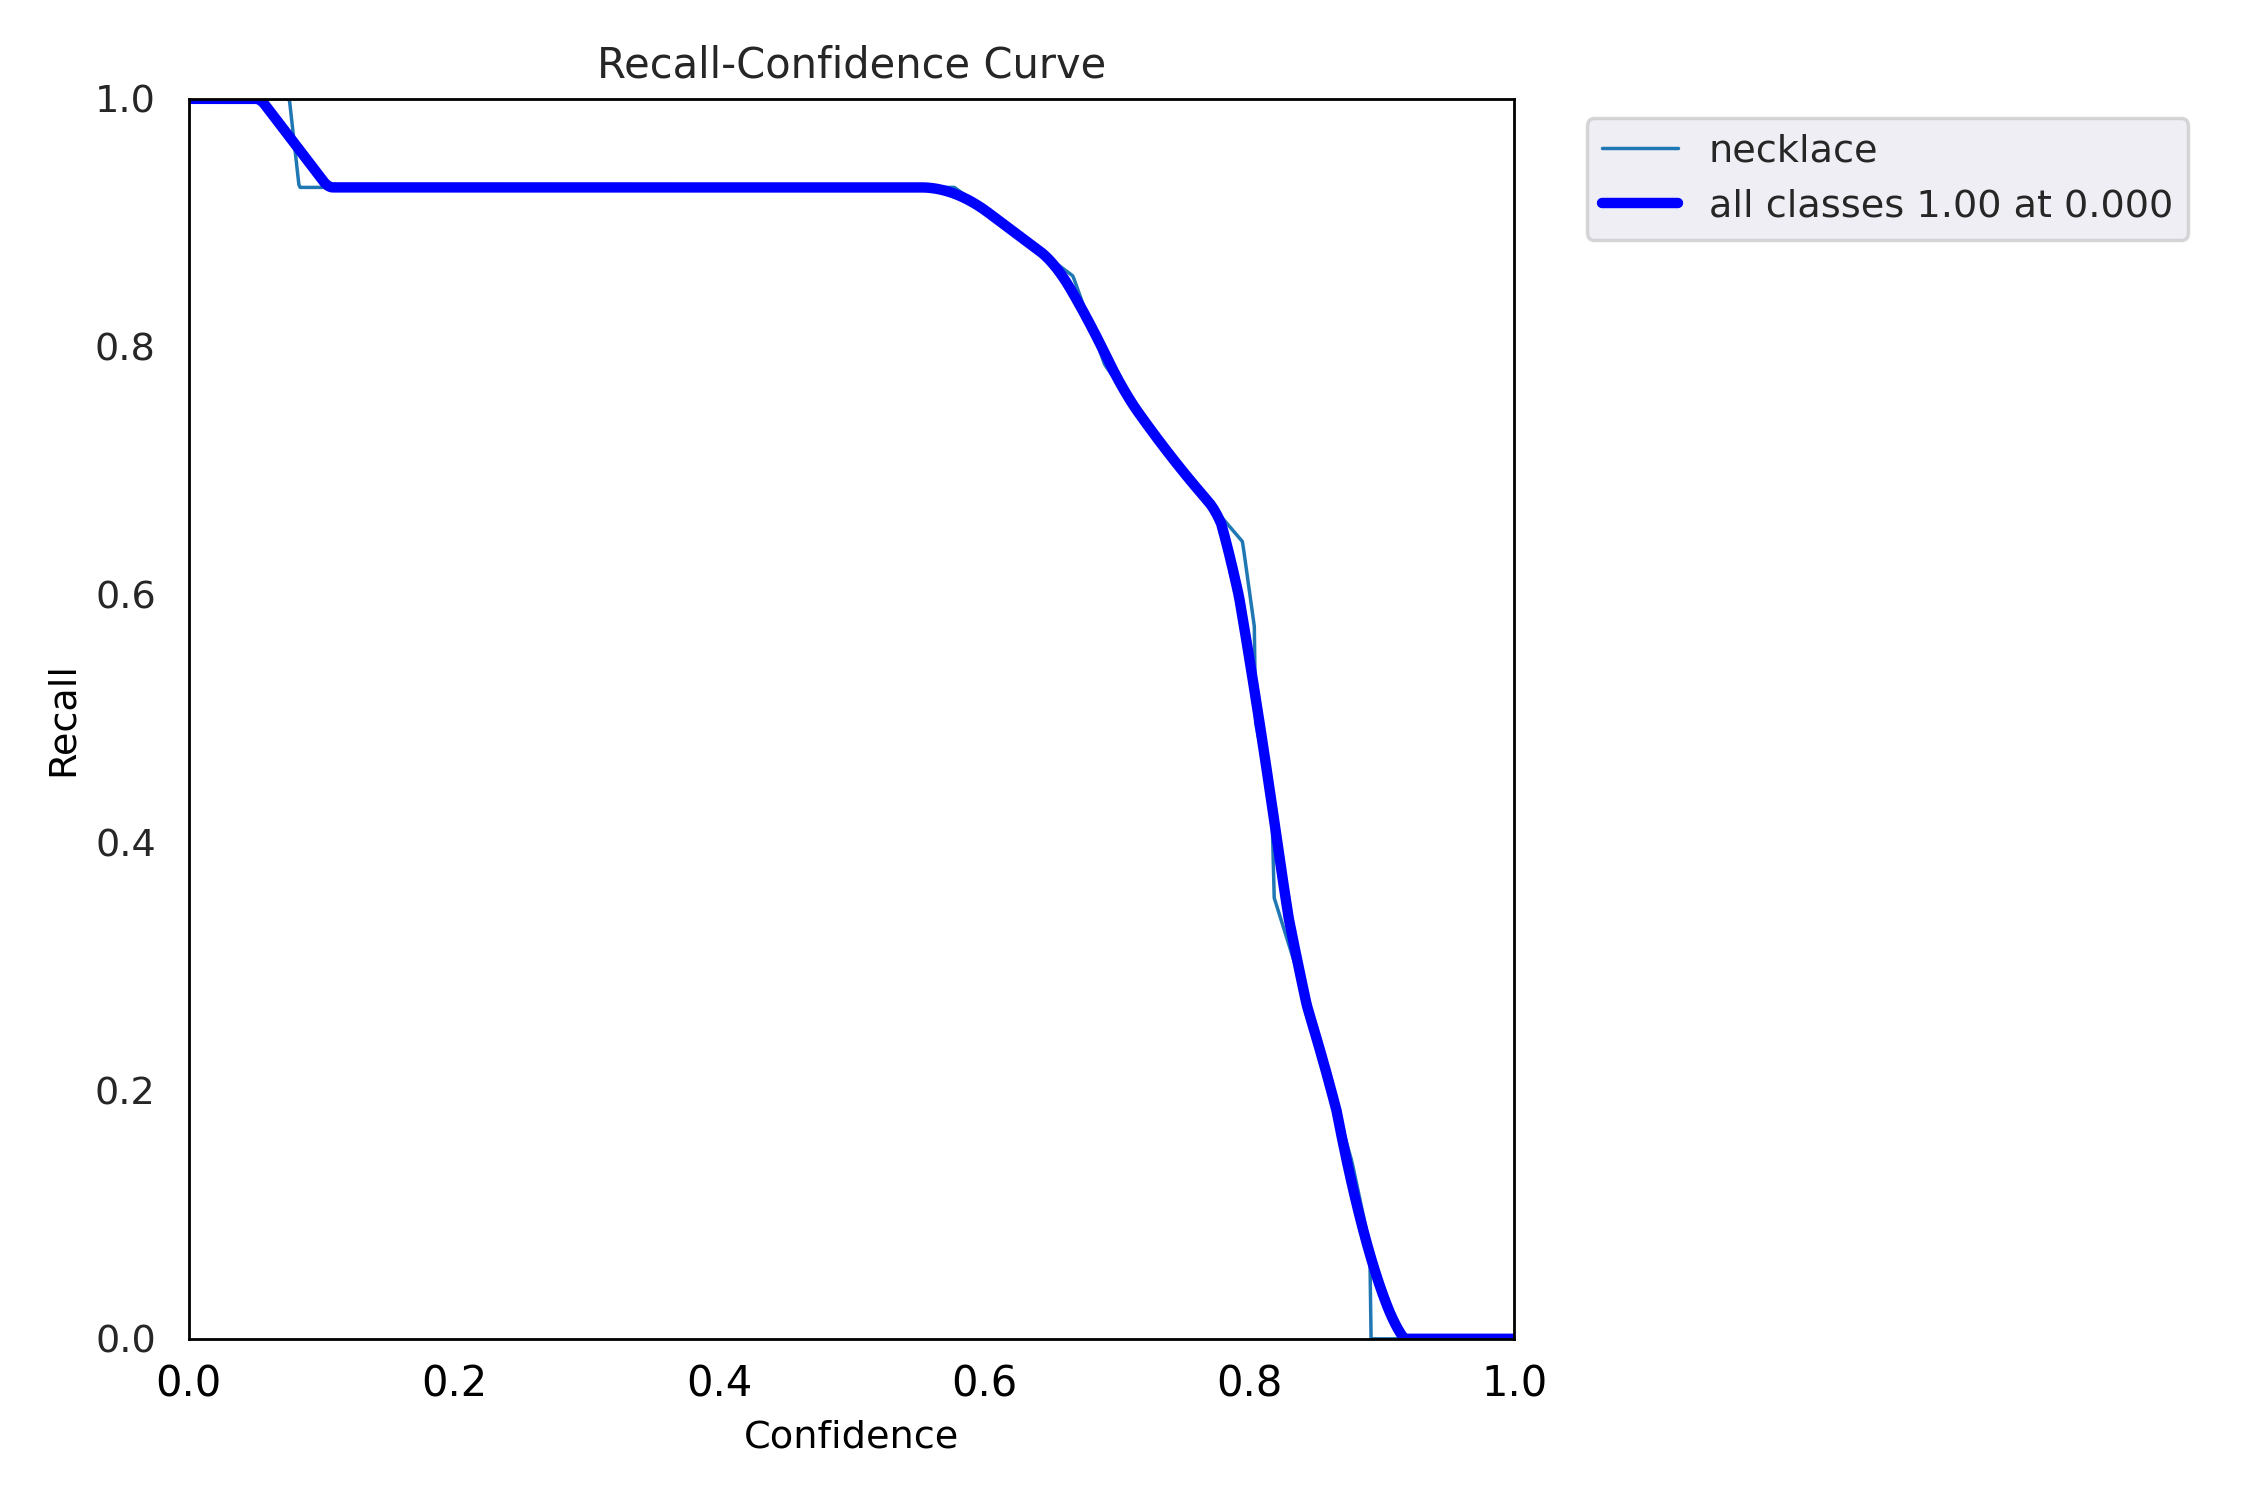 Recall-Confidence Curve
1.0
0.8
0.6
0.4
0.2
0.0
Recall
0.0 0.2 0.4 0.6 0.8 1.0
Confidence
necklace
all classes 1.00 at 0.000